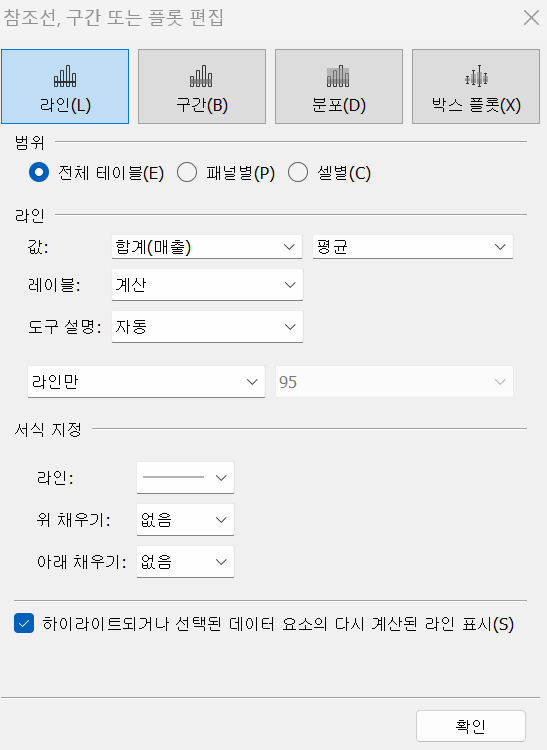 참조선, 구간 또는 플롯 편집
라인(L) 구간(B) 분포(D) 박스 플롯(X)
범위
전체 테이블(E) 패널별(P) 셀별(C)
라인
값: 합계(매출) 평균
레이블: 계산
도구 설명: 자동
라인만 95
서식 지정
라인:
위 채우기: 없음
아래 채우기: 없음
하이라이트되거나 선택된 데이터 요소의 다시 계산된 라인 표시(S)
확인